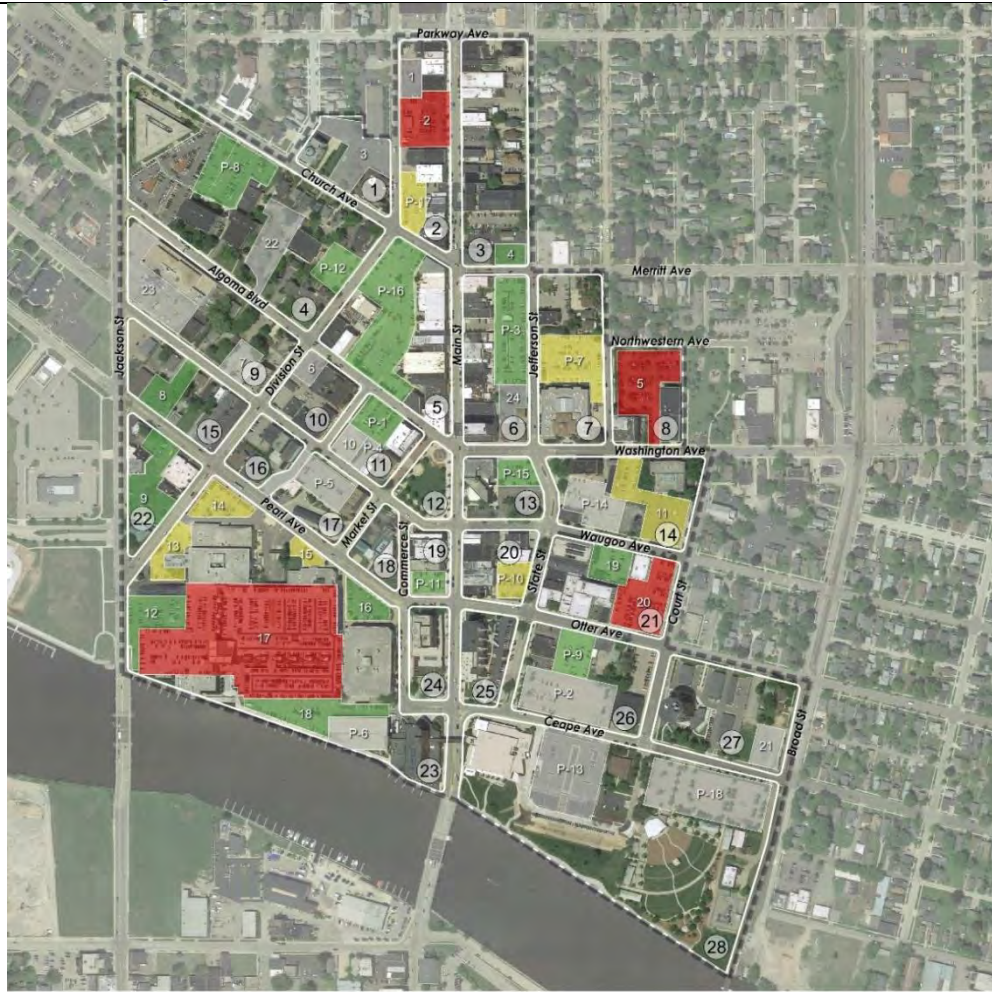 Parkway Ave
1
2
3
P-8
Church Ave
1
P-17
2
3
4
22
P-12
Merritt Ave
Algoma Blvd
P-16
23
4
Main St
P-3
Jefferson St
P-7
Northwestern Ave
Jackson St
Division St
7
9
6
5
8
10
P-1
5
24
6
7
8
15
10
P-4
11
Washington Ave
16
P-5
12
P-15
13
P-14
11
14
9
22
Pearl Ave
14
17
Market St
13
15
18
Commerce St
19
20
State St
Waugoo Ave
19
P-11
P-10
20
21
Court St
12
17
16
Otter Ave
24
25
P-9
P-2
26
18
P-6
23
Ceape Ave
27
21
Broad St
P-13
P-18
28